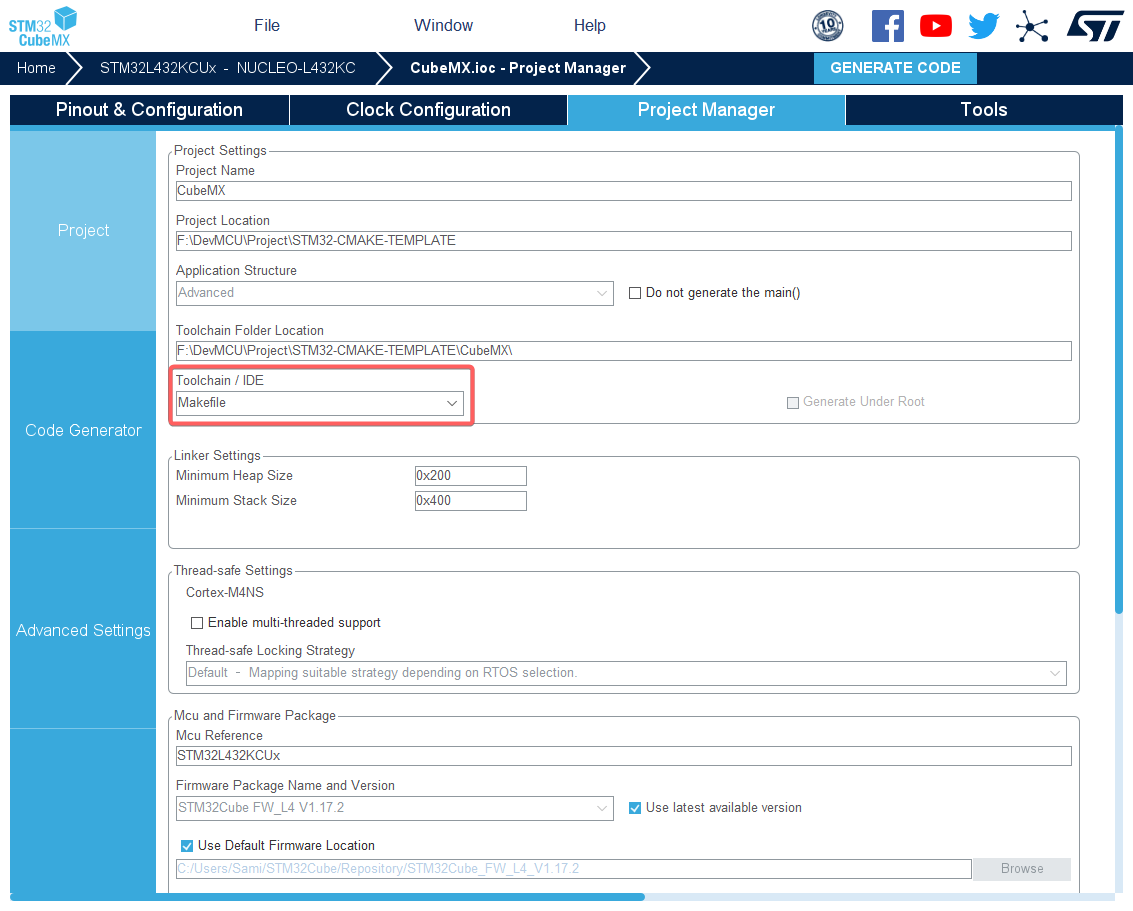 STM32
CubeMX
File
Window
Help
10
ST
Home
STM32L432KCUx - NUCLEO-L432KC
CubeMX.ioc - Project Manager
GENERATE CODE
Pinout & Configuration
Clock Configuration
Project Manager
Tools
Project
Code Generator
Advanced Settings
Project Settings
Project Name
CubeMX
Project Location
F:\DevMCU\Project\STM32-CMAKE-TEMPLATE
Application Structure
Advanced
Do not generate the main()
Toolchain Folder Location
F:\DevMCU\Project\STM32-CMAKE-TEMPLATE\CubeMX\
Toolchain / IDE
Makefile
Generate Under Root
Linker Settings
Minimum Heap Size
0x200
Minimum Stack Size
0x400
Thread-safe Settings
Cortex-M4NS
Enable multi-threaded support
Thread-safe Locking Strategy
Default - Mapping suitable strategy depending on RTOS selection.
Mcu and Firmware Package
Mcu Reference
STM32L432KCUx
Firmware Package Name and Version
STM32Cube FW_L4 V1.17.2
Use latest available version
Use Default Firmware Location
C:/Users/Sami/STM32Cube/Repository/STM32Cube_FW_L4_V1.17.2
Browse